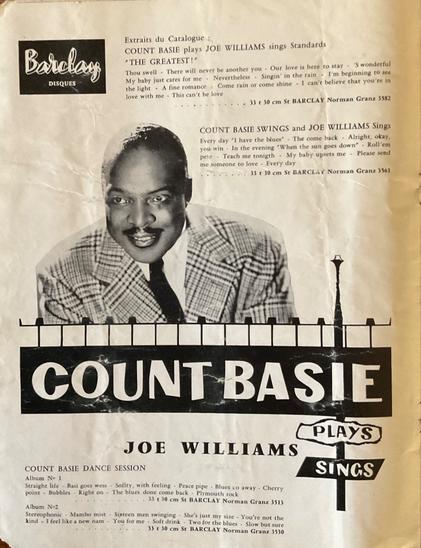 Barclay
DISQUES
Extraits du Catalogue :
COUNT BASIE plays JOE WILLIAMS sings Standards
"THE GREATEST!"
Thou swell - There will never be another you - Our love is here to stay - 'S wonderful
My baby just cares for me - Nevertheless - Singin' in the rain - I'm beginning to see
the light - A fine romance - Come rain or come shine - I can't believe that you're in
love with me - This can't be love
33 t 30 cm St BARCLAY Norman Granz 3582
COUNT BASIE SWINGS and JOE WILLIAMS Sings
Every day "I have the blues" - The come back - Alright, okay,
you win - In the evening "When the sun goes down" - Roll'em
pete - Teach me tonigth - My baby upsets me - Please send
me someone to love - Every day
33 t 30 cm St BARCLAY Norman Granz 3561
COUNT BASIE
PLAYS
JOE WILLIAMS
SINGS
COUNT BASIE DANCE SESSION
Album Nº 1
Straight life - Basi goes wess - Softly, with feeling - Peace pipe - Blues go away - Cherry
point - Bubbles - Right on - The blues done come back - Plymouth rock
33 t 30 cm St BARCLAY Norman Granz 3513
Album Nº2
Stereophonic - Mambo mist - Sixteen men swinging - She's just my size - You're not the
kind - I feel like a new nam - You for me - Soft drink - Two for the blues - Slow but sure
33 t 30 cm St BARCLAY Norman Granz 3530